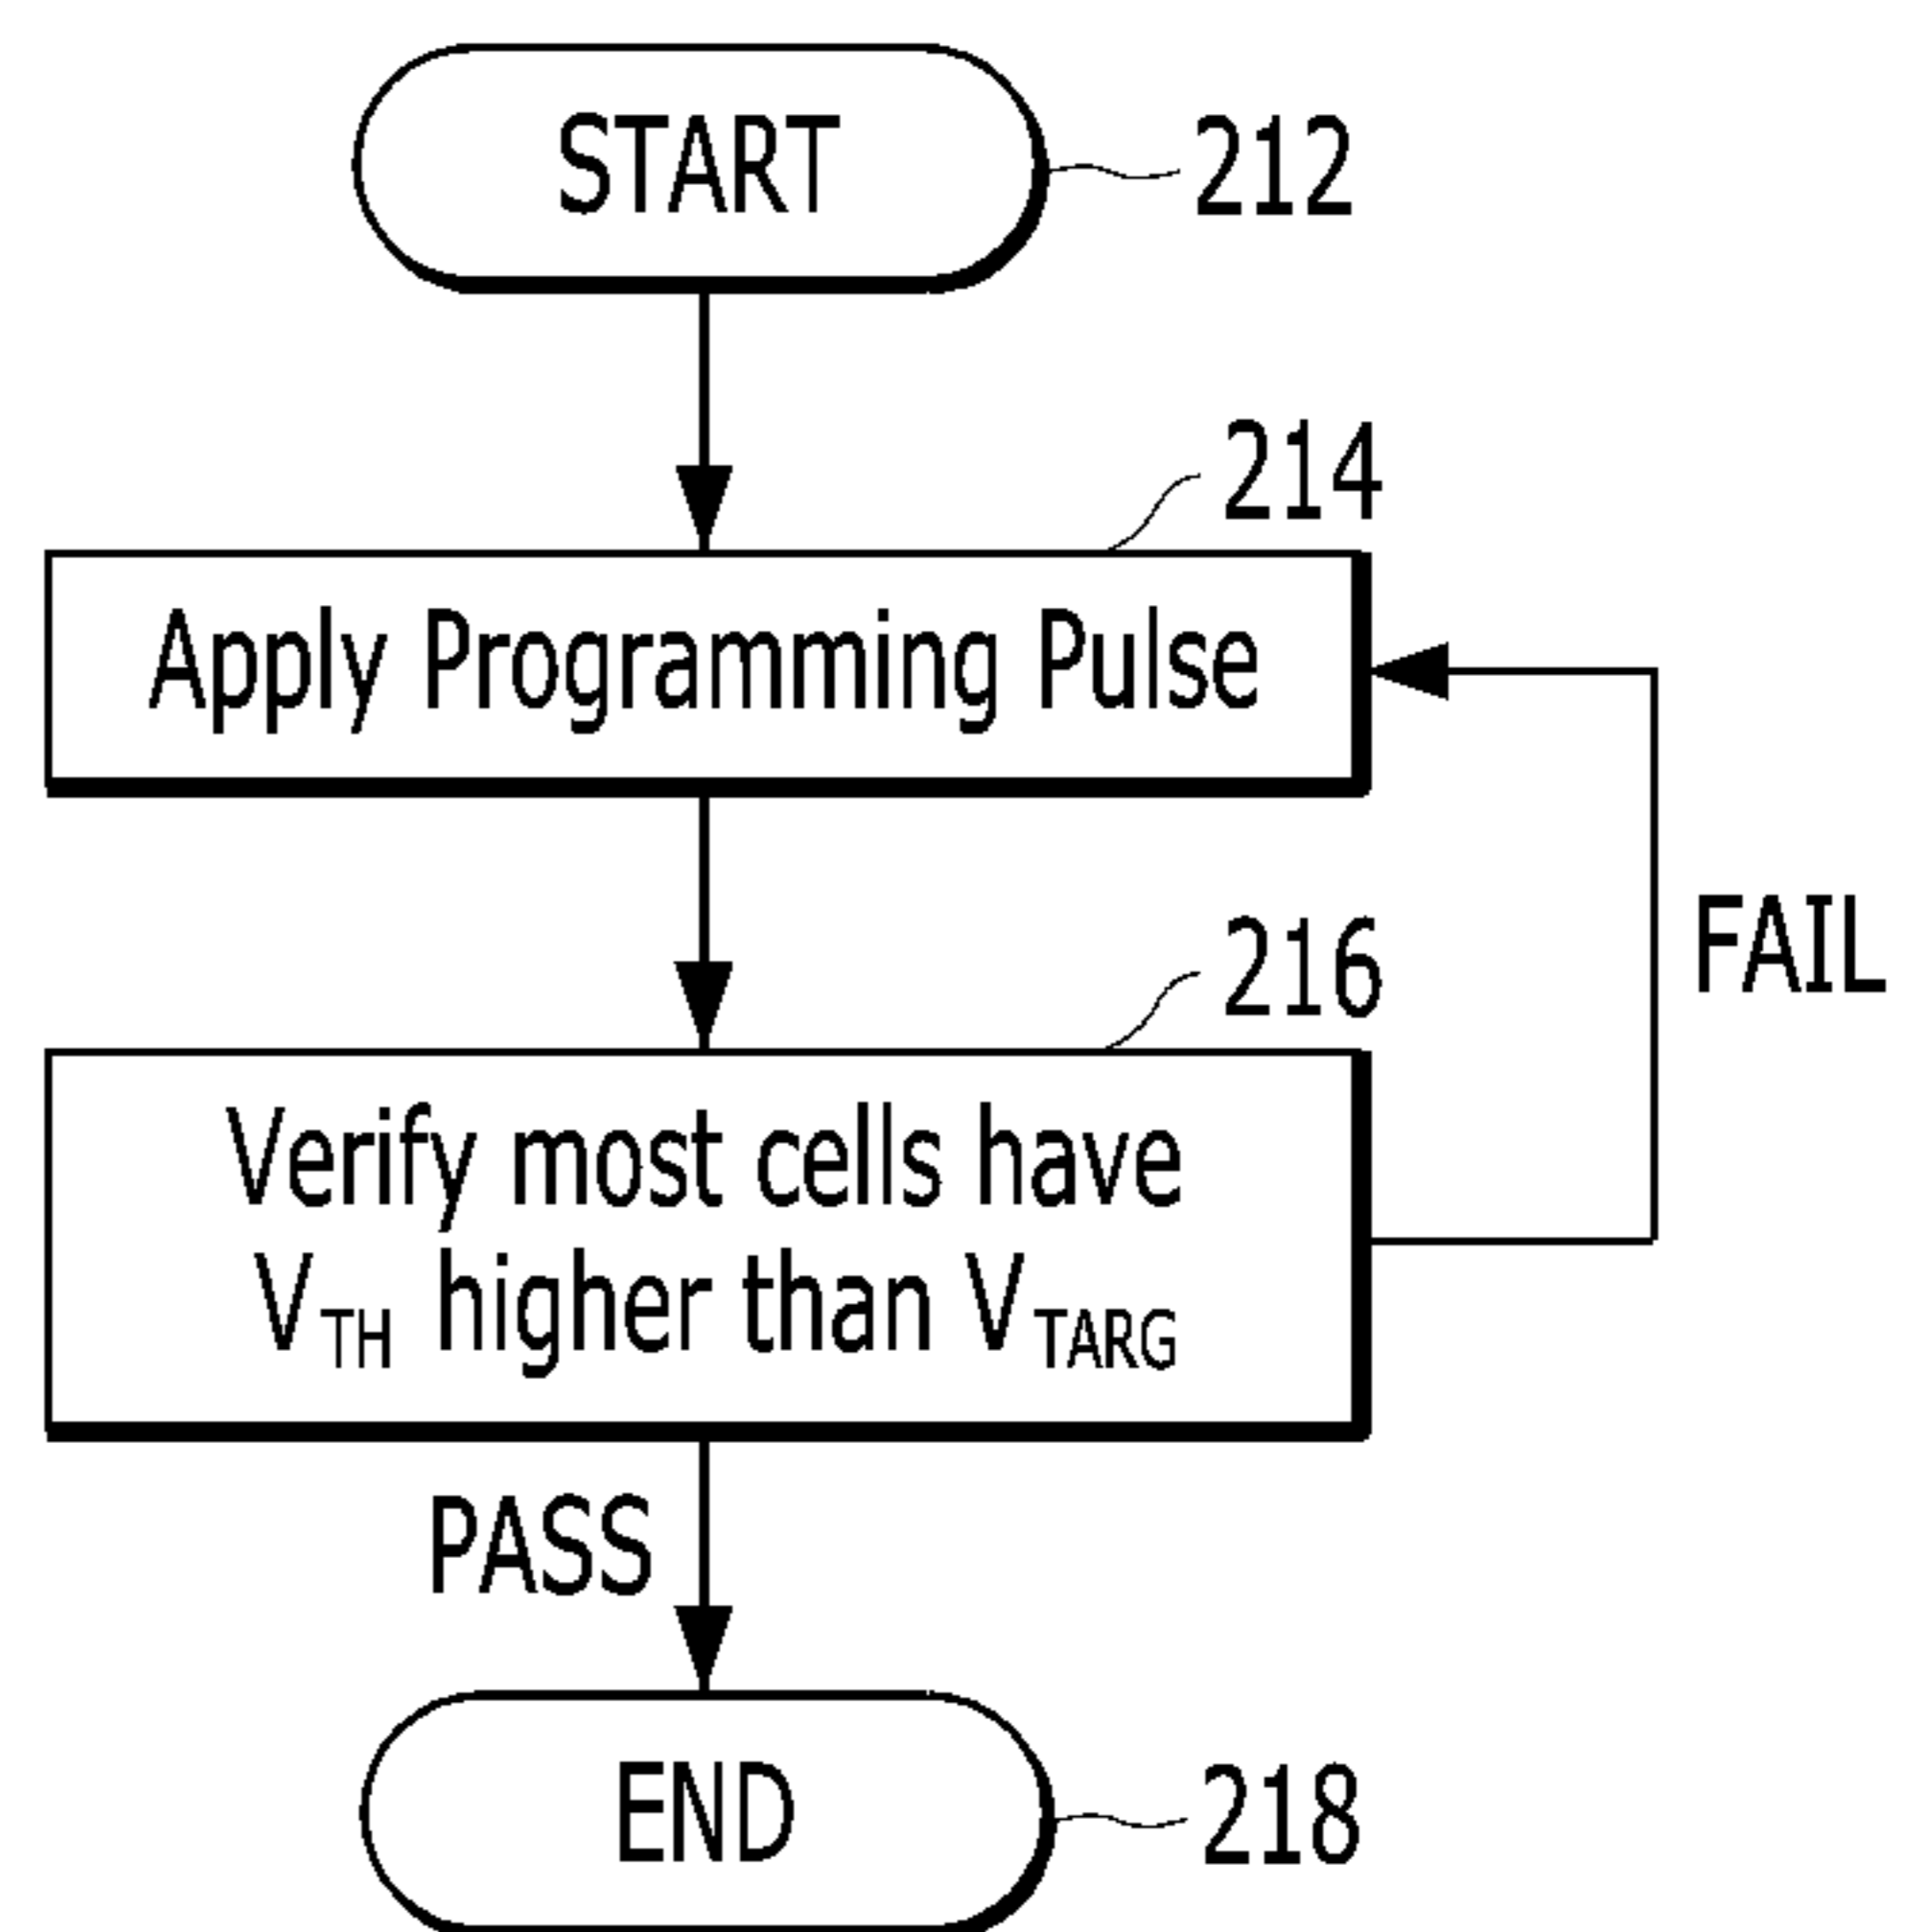 START
212
214
Apply Programming Pulse
216
FAIL
Verify most cells have
VTH higher than VTARG
PASS
END
218